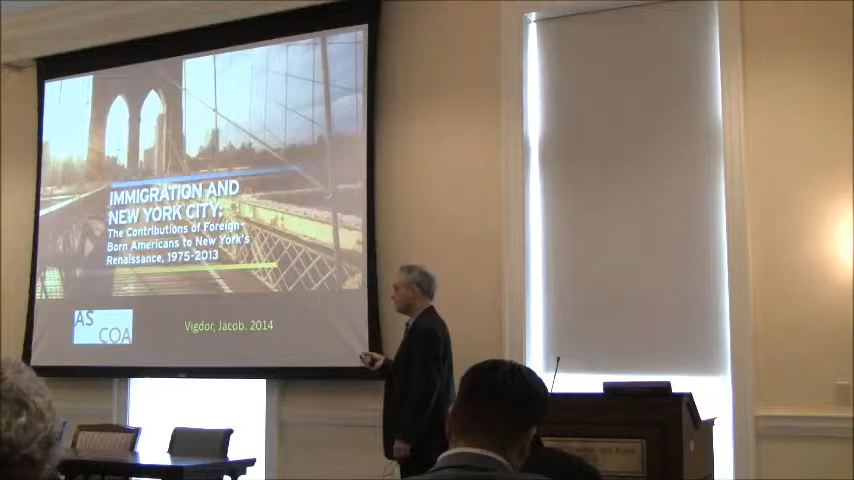 IMMIGRATION AND
NEW YORK CITY:
The Contributions of Foreign-
Born Americans to New York's
Renaissance, 1975-2013
AS
COA
Vigdor, Jacob. 2014